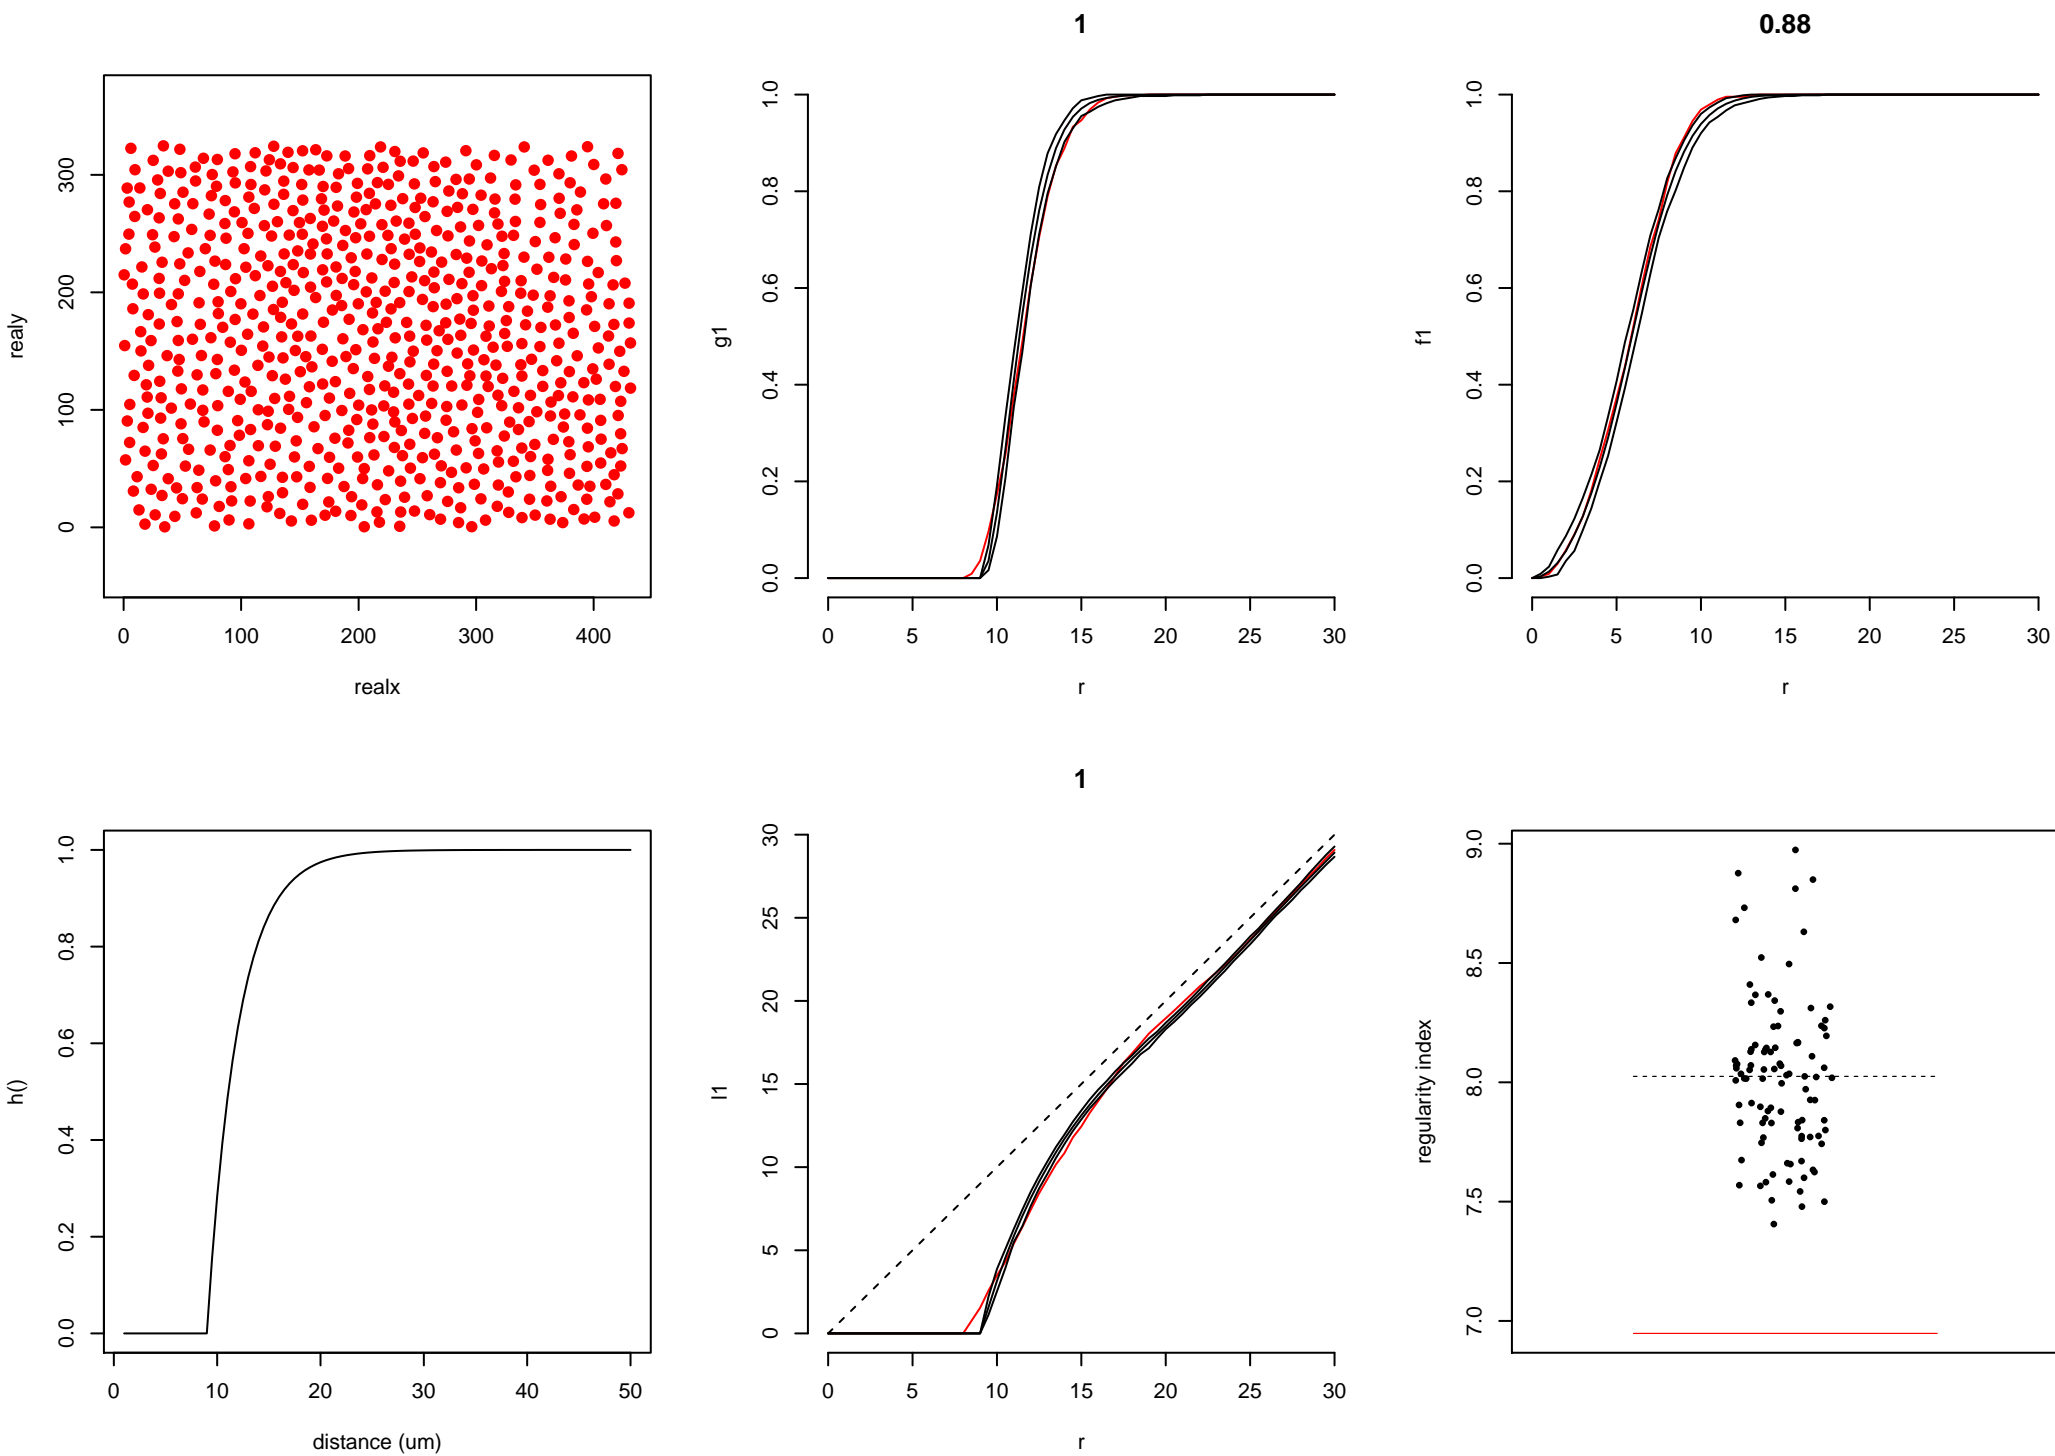 1
0.88
realy
0 100 200 300
0 100 200 300 400
realx
g1
0.0 0.2 0.4 0.6 0.8 1.0
0 5 10 15 20 25 30
r
f1
0.0 0.2 0.4 0.6 0.8 1.0
0 5 10 15 20 25 30
r
1
h()
0.0 0.2 0.4 0.6 0.8 1.0
0 10 20 30 40 50
distance (um)
l1
0 5 10 15 20 25 30
0 5 10 15 20 25 30
r
regularity index
7.0 7.5 8.0 8.5 9.0